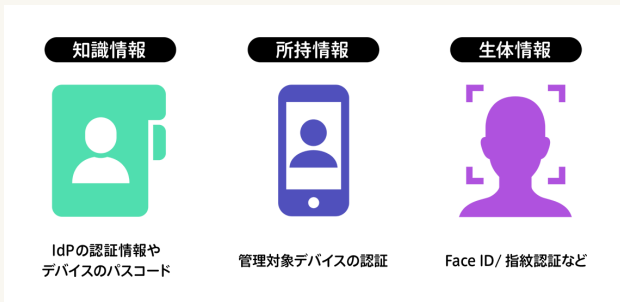 知識情報
所持情報
生体情報
IdPの認証情報や
デバイスのパスコード
管理対象デバイスの認証
Face ID/ 指紋認証など